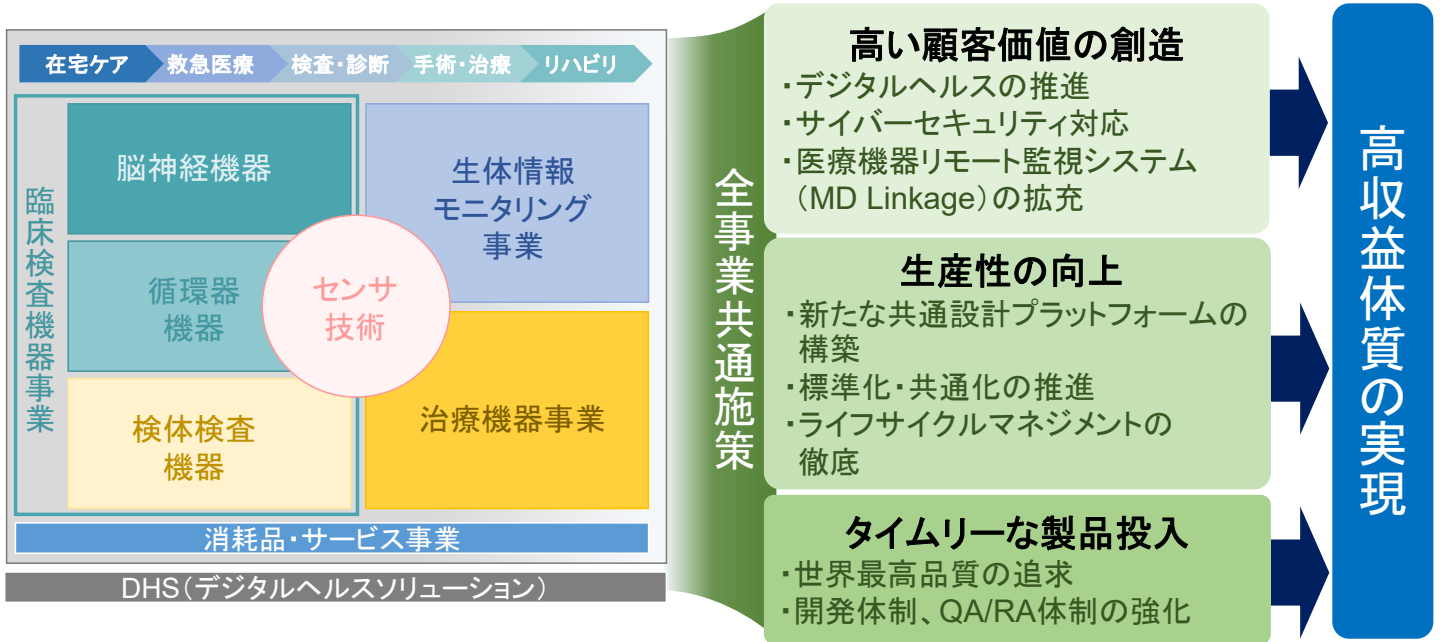 在宅ケア
救急医療
検査・診断
手術・治療
リハビリ
臨床検査機器事業
脳神経機器
循環器
機器
検体検査
機器
センサ
技術
生体情報
モニタリング
事業
治療機器事業
消耗品・サービス事業
DHS(デジタルヘルスソリューション)
全事業共通施策
高い顧客価値の創造
・デジタルヘルスの推進
・サイバーセキュリティ対応
・医療機器リモート監視システム
(MD Linkage)の拡充
生産性の向上
・新たな共通設計プラットフォームの
構築
・標準化・共通化の推進
・ライフサイクルマネジメントの
徹底
タイムリーな製品投入
・世界最高品質の追求
・開発体制、QA/RA体制の強化
高収益体質の実現